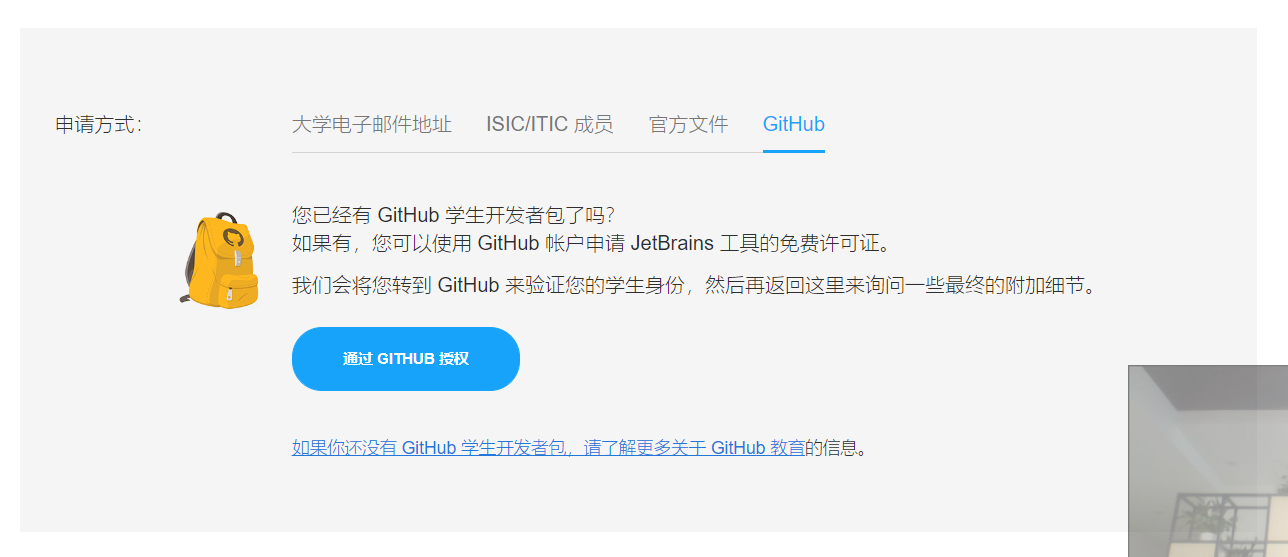 申请方式：
大学电子邮件地址 ISIC/ITIC 成员 官方文件 GitHub
您已经有 GitHub 学生开发者包了吗？
如果有，您可以使用 GitHub 帐户申请 JetBrains 工具的免费许可证。
我们会将您转到 GitHub 来验证您的学生身份，然后再返回这里来询问一些最终的附加细节。
通过 GITHUB 授权
如果你还没有 GitHub 学生开发者包，请了解更多关于 GitHub 教育的信息。